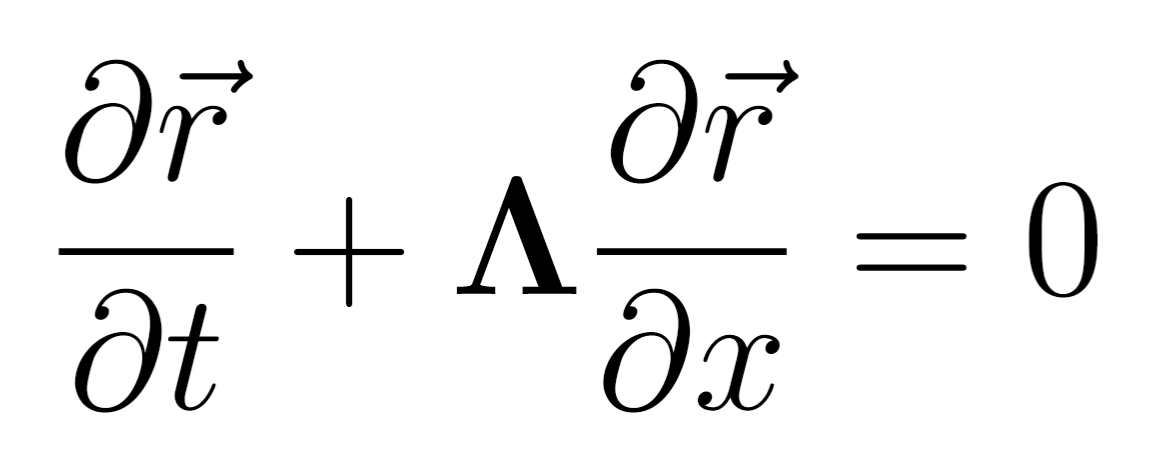 ∂r⃗/∂t + Λ ∂r⃗/∂x = 0